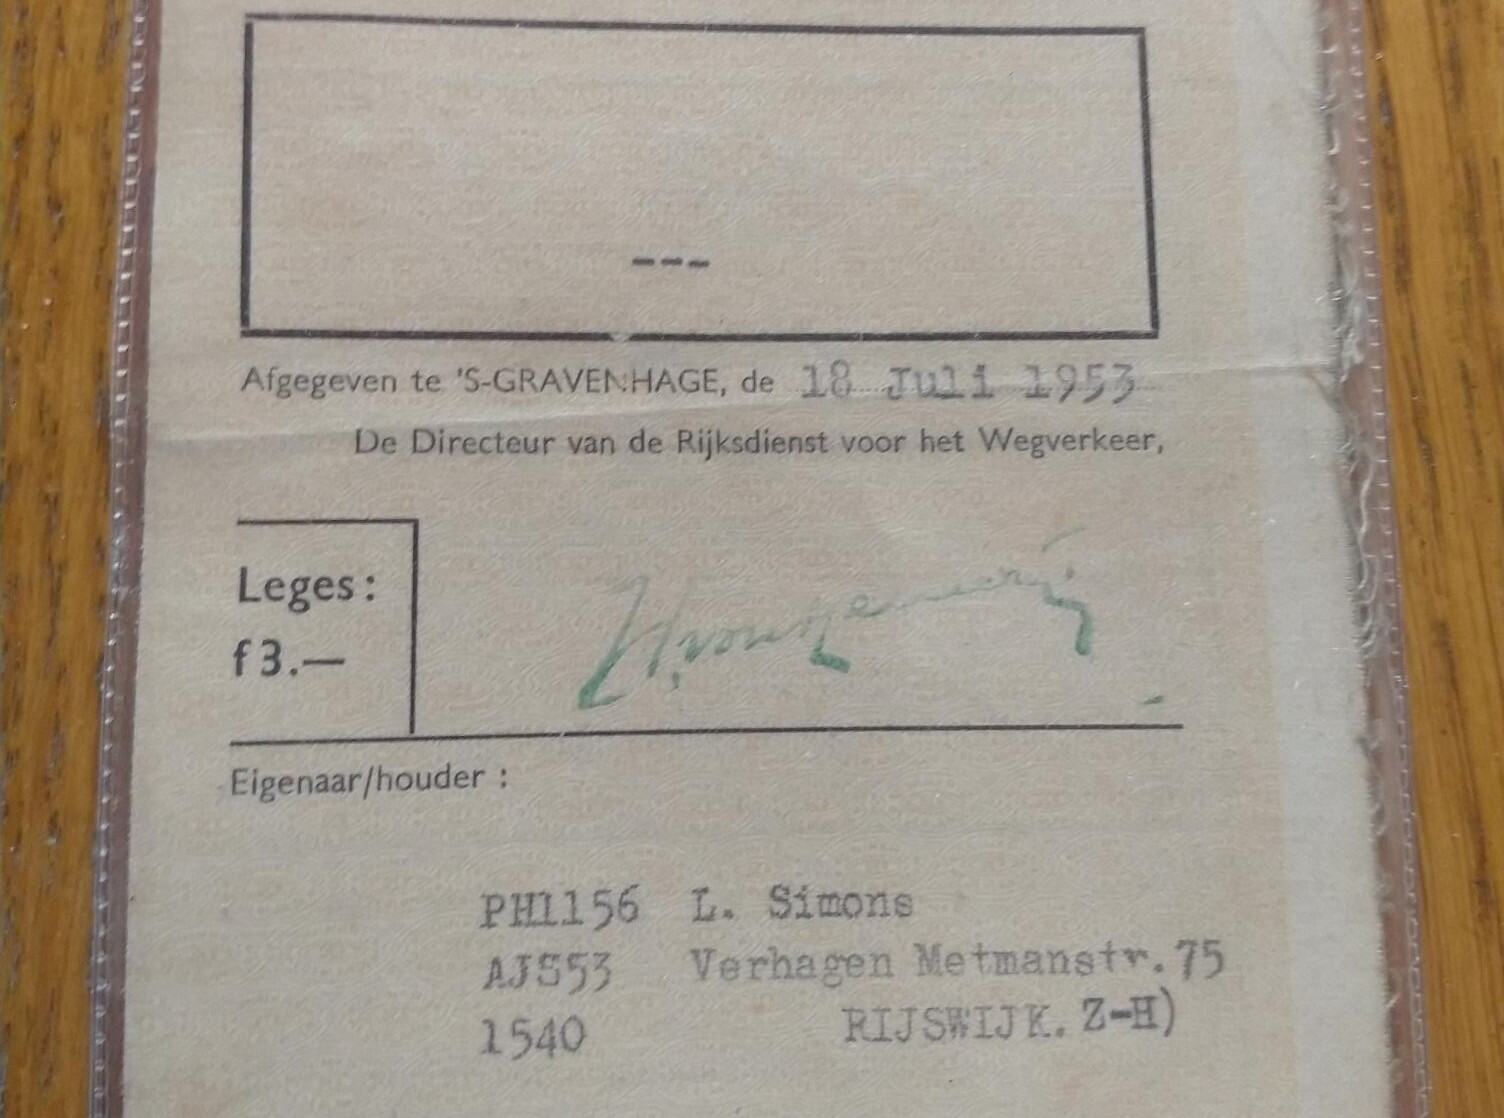 ---
Afgegeven te 'S-GRAVENHAGE, de 18 Juli 1953
De Directeur van de Rijksdienst voor het Wegverkeer,
Leges:
f 3.—
Eigenaar/houder :
PH1156 L. Simons
AJS53 Verhagen Metmanstr.75
1540 RIJSWIJK. Z-H)